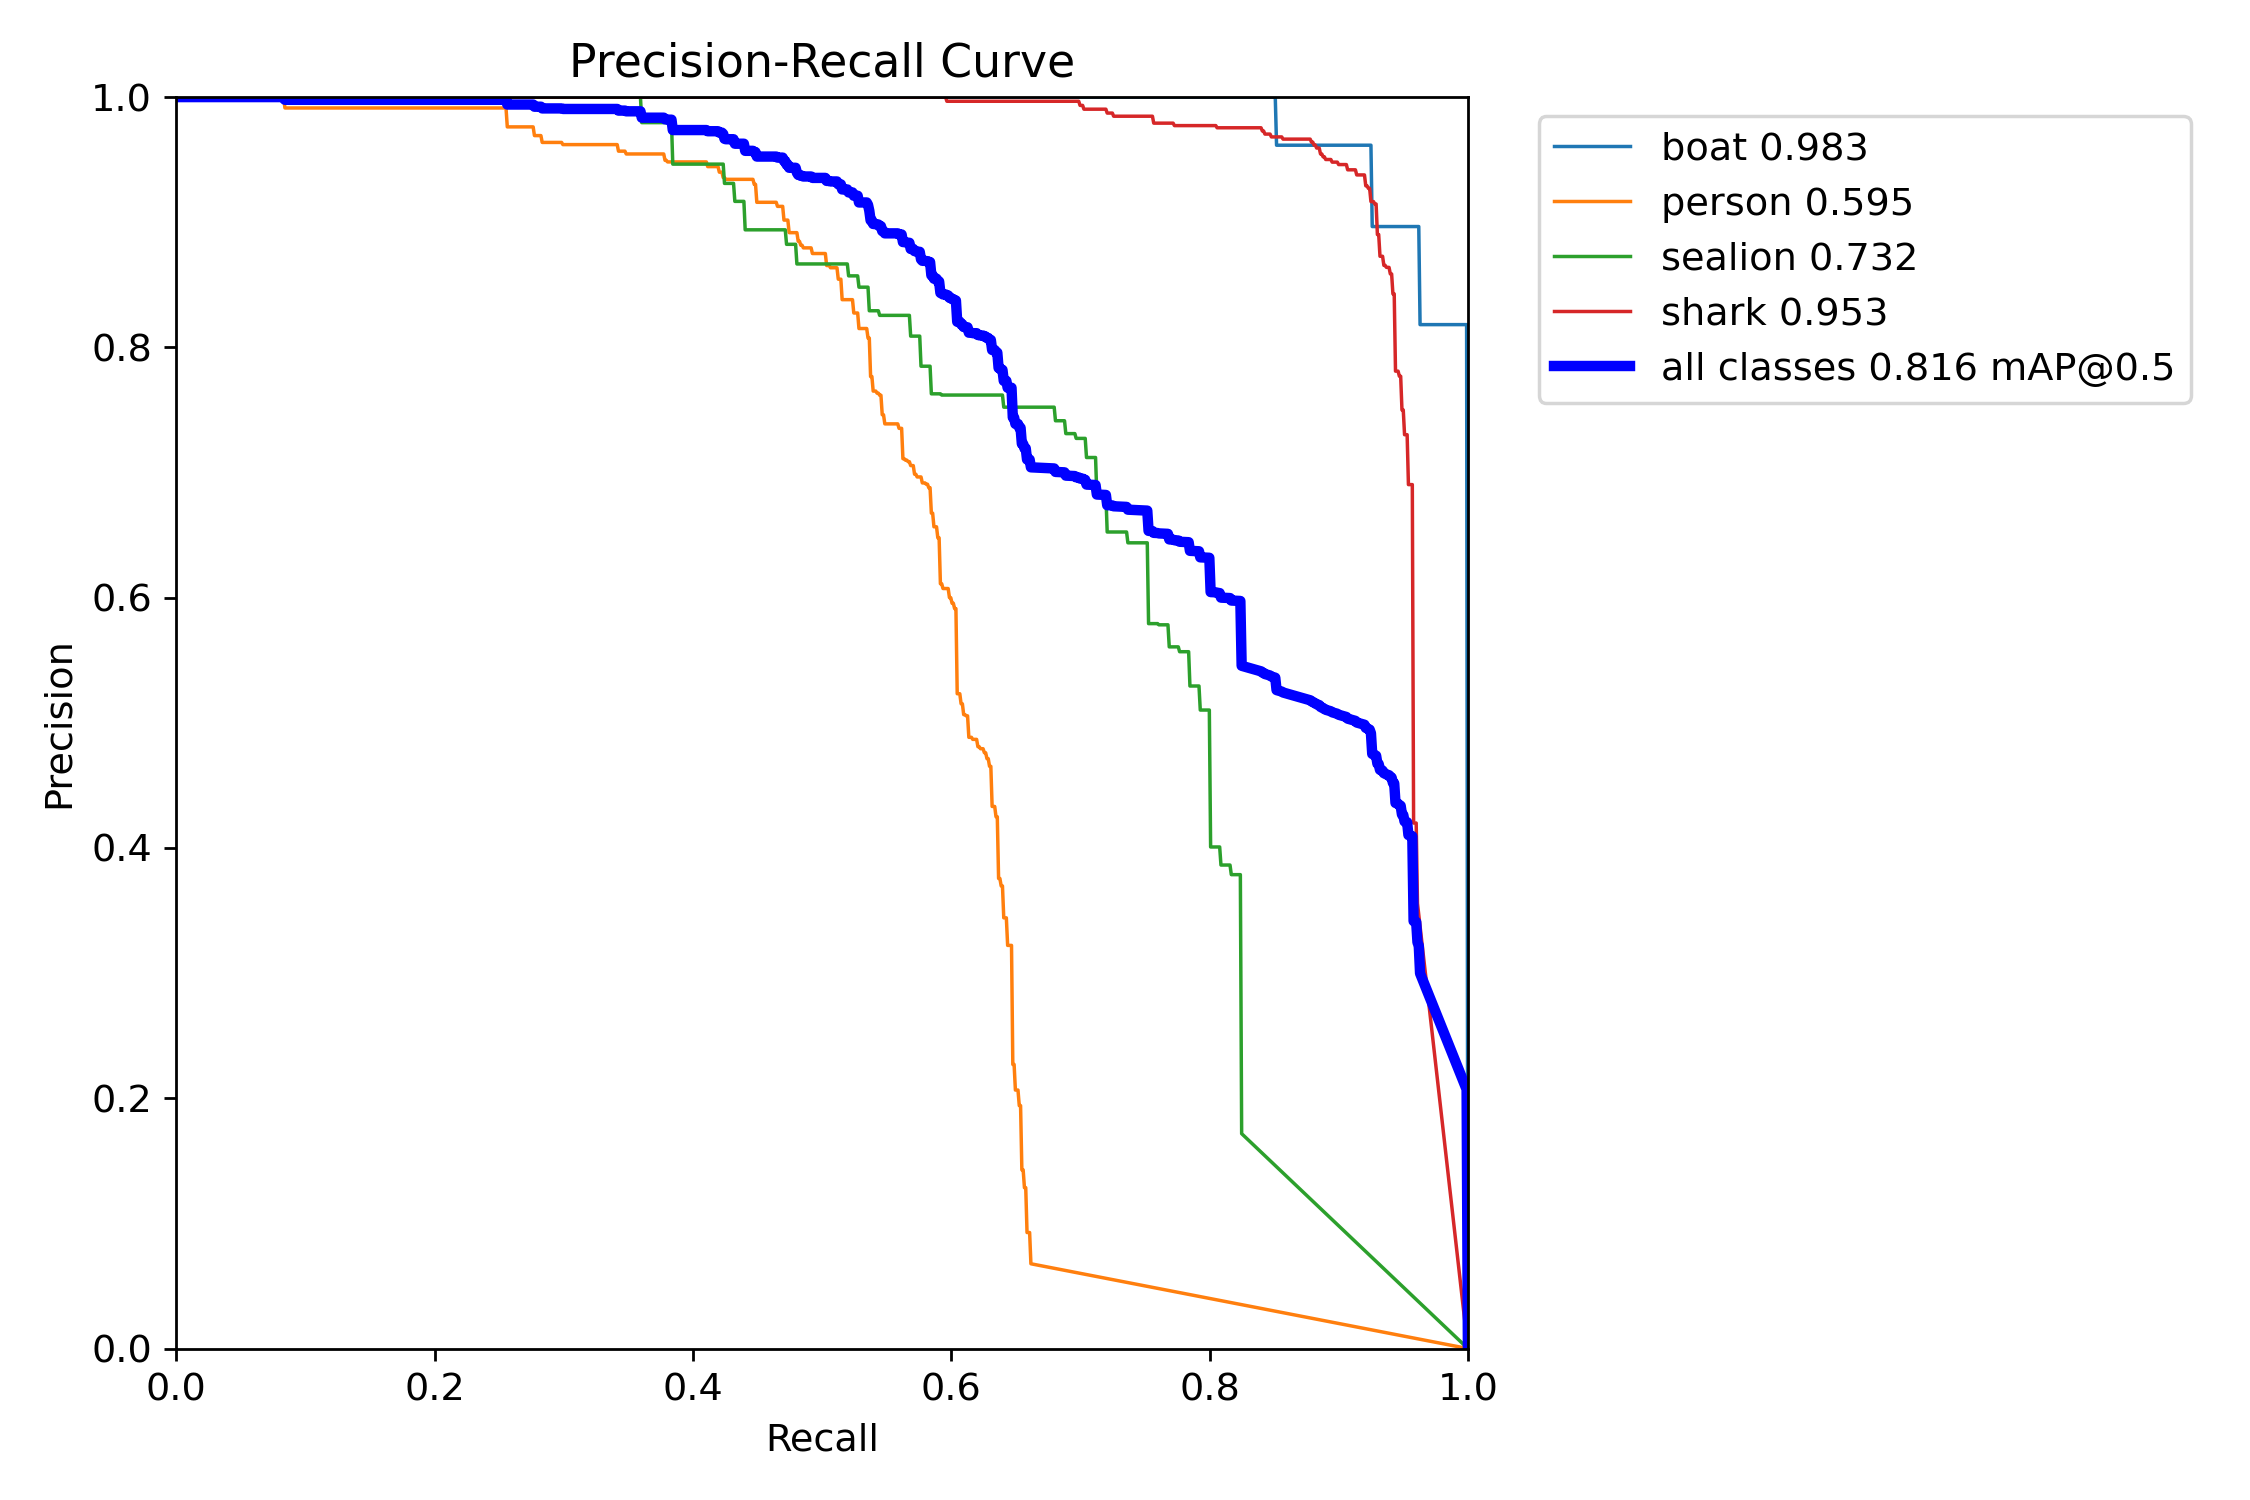 Precision-Recall Curve
1.0
0.8
0.6
0.4
0.2
0.0
Precision
0.0 0.2 0.4 0.6 0.8 1.0
Recall
boat 0.983
person 0.595
sealion 0.732
shark 0.953
all classes 0.816 mAP@0.5